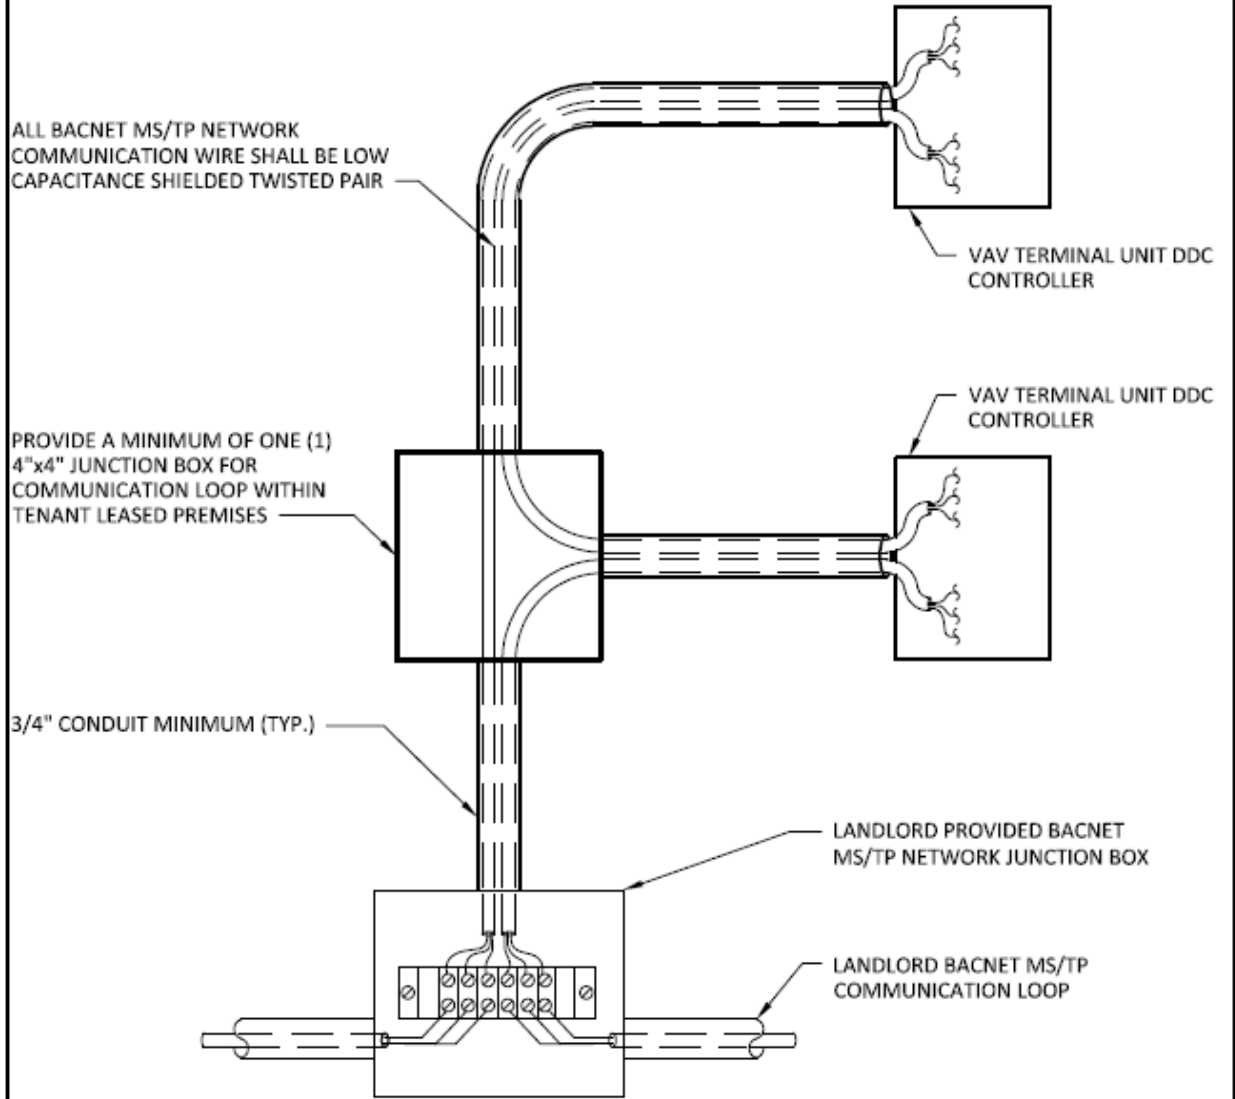 ALL BACNET MS/TP NETWORK
COMMUNICATION WIRE SHALL BE LOW
CAPACITANCE SHIELDED TWISTED PAIR
VAV TERMINAL UNIT DDC
CONTROLLER
VAV TERMINAL UNIT DDC
CONTROLLER
PROVIDE A MINIMUM OF ONE (1)
4"x4" JUNCTION BOX FOR
COMMUNICATION LOOP WITHIN
TENANT LEASED PREMISES
3/4" CONDUIT MINIMUM (TYP.)
LANDLORD PROVIDED BACNET
MS/TP NETWORK JUNCTION BOX
LANDLORD BACNET MS/TP
COMMUNICATION LOOP